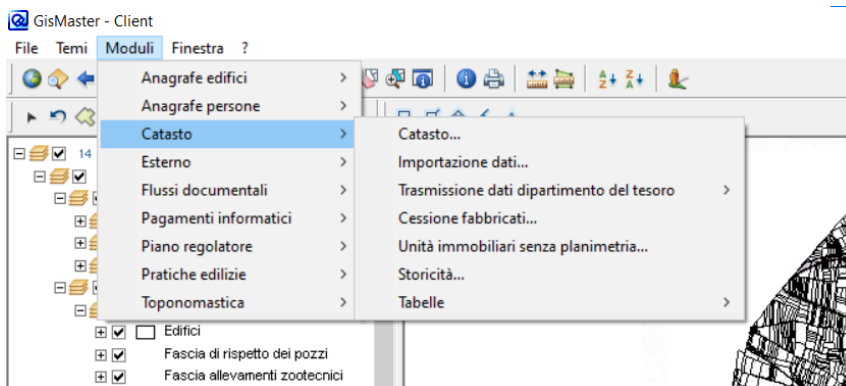 GisMaster - Client
File Temi Moduli Finestra ?
Anagrafe edifici
Anagrafe persone
Catasto
Esterno
Flussi documentali
Pagamenti informatici
Piano regolatore
Pratiche edilizie
Toponomastica
Catasto...
Importazione dati...
Trasmissione dati dipartimento del tesoro
Cessione fabbricati...
Unità immobiliari senza planimetria...
Storicità...
Tabelle
14
Edifici
Fascia di rispetto dei pozzi
Fascia allevamenti zootecnici